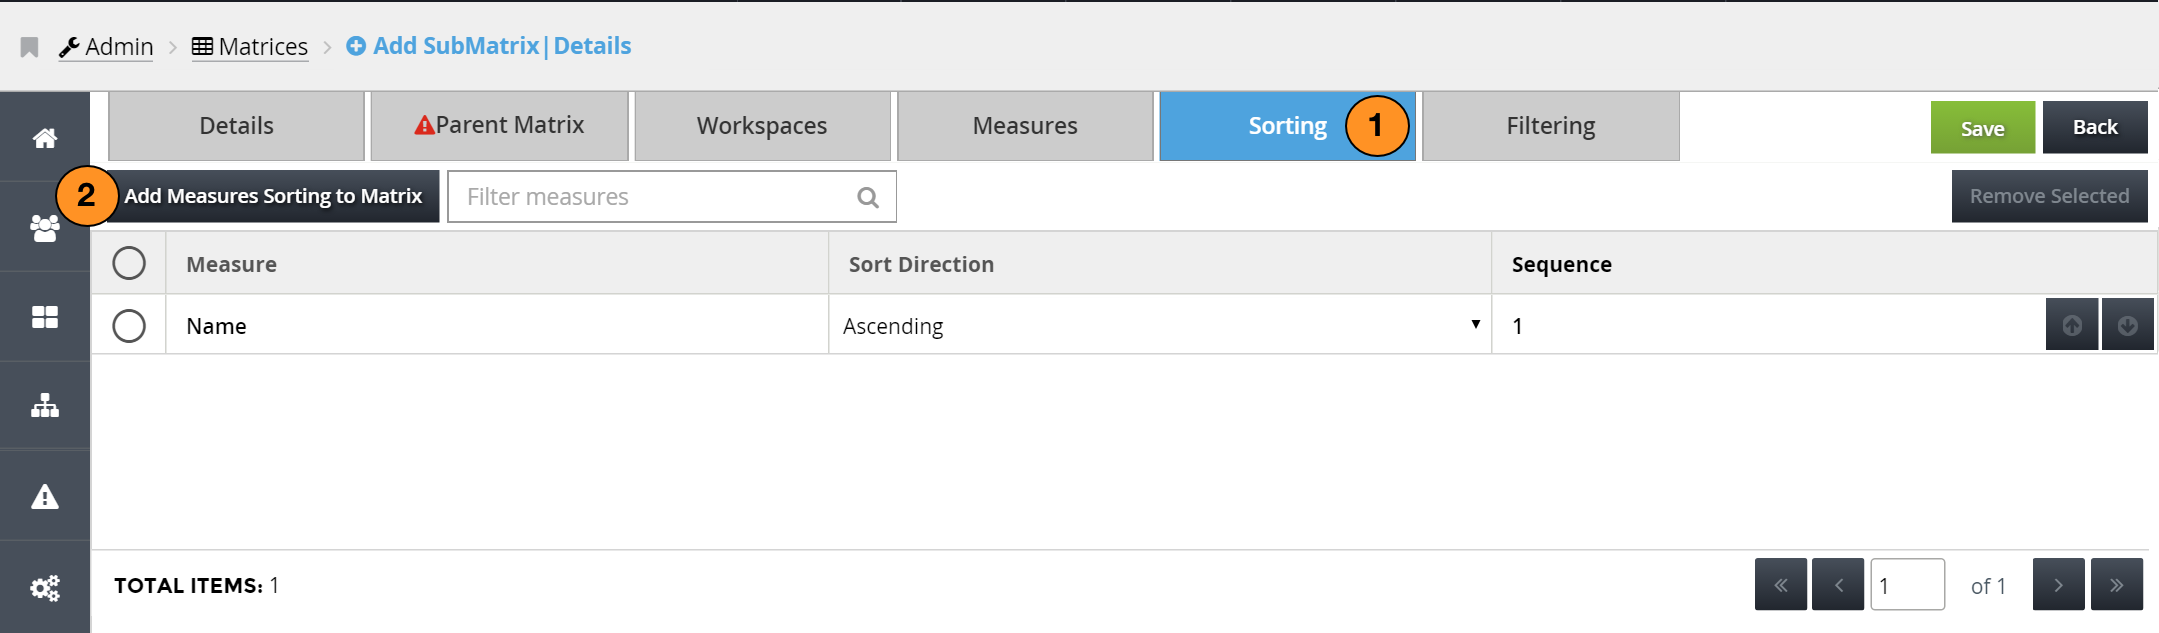 Admin > Matrices > Add SubMatrix|Details
Details Parent Matrix Workspaces Measures Sorting 1 Filtering Save Back
2 Add Measures Sorting to Matrix Filter measures Remove Selected
Measure Sort Direction Sequence
Name Ascending 1
TOTAL ITEMS: 1 1 of 1